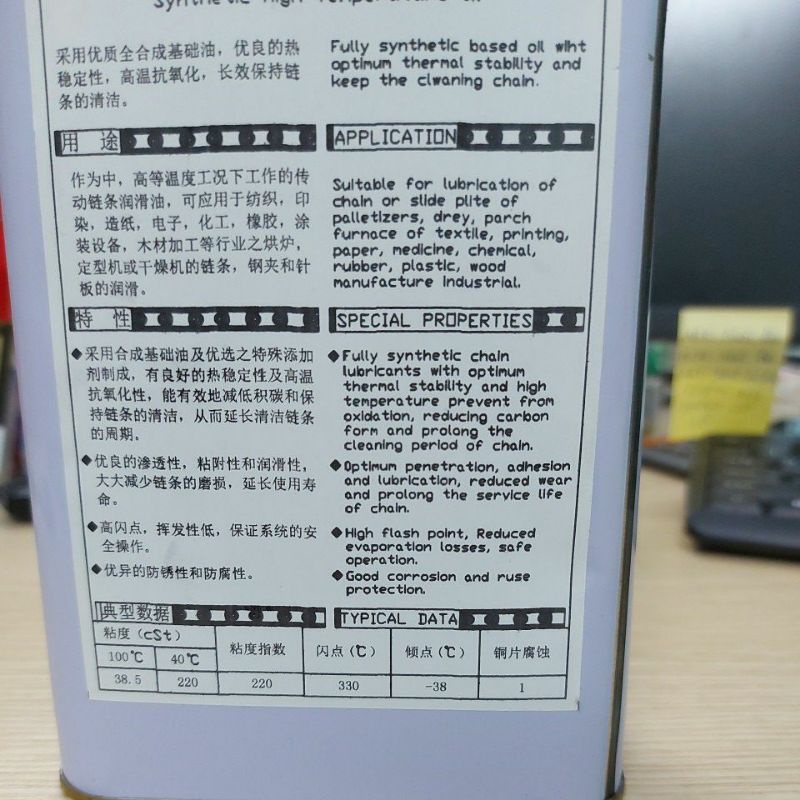 采用优质全合成基础油，优良的热
稳定性，高温抗氧化，长效保持链
条的清洁。
Fully synthetic based oil wiht
optimum thermal stability and
keep the clwaning chain.
用 途
APPLICATION
作为中，高等温度工况下工作的传
动链条润滑油，可应用于纺织，印
染，造纸，电子，化工，橡胶，涂
装设备，木材加工等行业之烘炉，
定型机或干燥机的链条，钢夹和针
板的润滑。
Suitable for lubrication of
chain or slide plite of
palletizers, drey, parch
furnace of textile, printing,
paper, medicine, chemical,
rubber, plastic, wood
manufacture industrial.
特 性
SPECIAL PROPERTIES
◆采用合成基础油及优选之特殊添加
剂制成，有良好的热稳定性及高温
抗氧化性，能有效地减低积碳和保
持链条的清洁，从而延长清洁链条
的周期。
◆优良的渗透性，粘附性和润滑性，
大大减少链条的磨损，延长使用寿
命。
◆高闪点，挥发性低，保证系统的安
全操作。
◆优异的防锈性和防腐性。
◆Fully synthetic chain
lubricants with optimum
thermal stability and high
temperature prevent from
oxidation, reducing carbon
form and prolang the
cleaning period of chain.
◆Optimum penetration, adhesion
and lubrication, reduced wear
and prolong the service life
of chain.
◆High flash point, Reduced
evaporation losses, safe
operation.
◆Good corrosion and ruse
protection.
典型数据
TYPICAL DATA
粘度（cSt） 粘度指数 闪点（℃） 倾点（℃） 铜片腐蚀
100℃ 40℃
38.5 220 220 330 -38 1